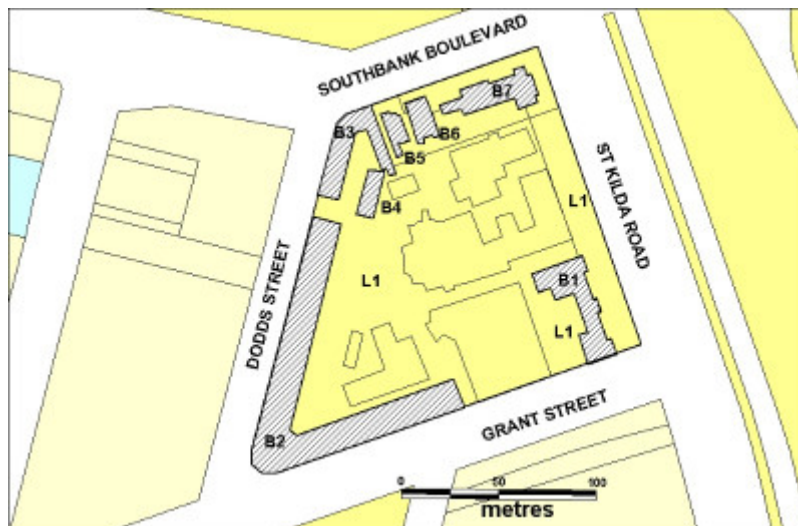 SOUTHBANK BOULEVARD
B7
B3
B6
B5
B4
L1
ST KILDA ROAD
L1
B1
DODDS STREET
L1
B2
GRANT STREET
0 50 100
metres